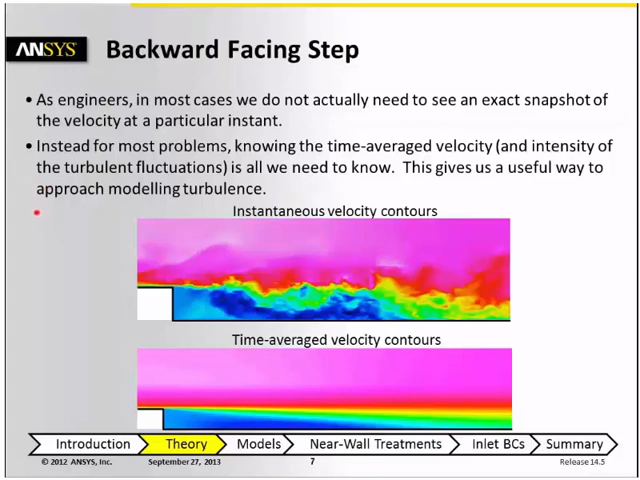 ANSYS
Backward Facing Step
• As engineers, in most cases we do not actually need to see an exact snapshot of
the velocity at a particular instant.
• Instead for most problems, knowing the time-averaged velocity (and intensity of
the turbulent fluctuations) is all we need to know. This gives us a useful way to
approach modelling turbulence.
Instantaneous velocity contours
Time-averaged velocity contours
Introduction Theory Models Near-Wall Treatments Inlet BCs Summary
© 2012 ANSYS, Inc. September 27, 2013 7 Release 14.5